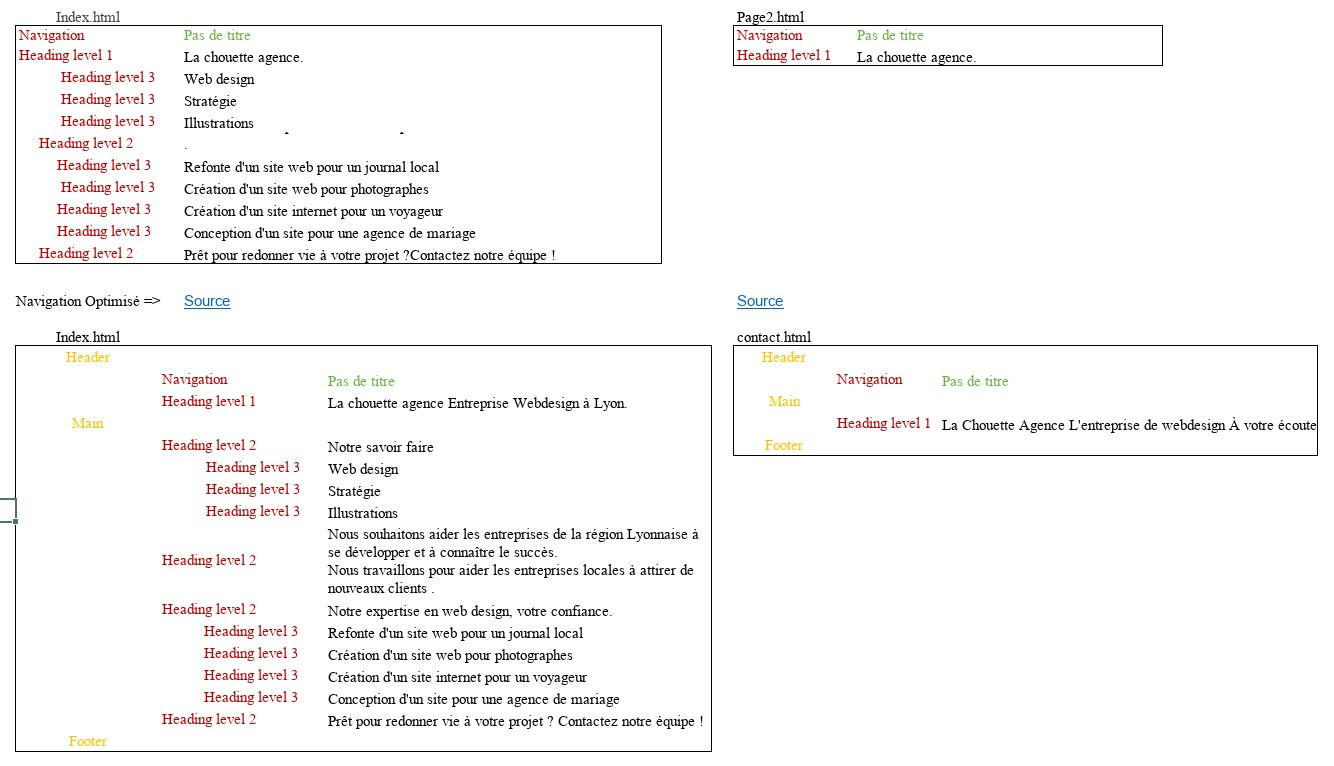 Index.html
Navigation Pas de titre
Heading level 1 La chouette agence.
Heading level 3 Web design
Heading level 3 Stratégie
Heading level 3 Illustrations
Heading level 2 .
Heading level 3 Refonte d'un site web pour un journal local
Heading level 3 Création d'un site web pour photographes
Heading level 3 Création d'un site internet pour un voyageur
Heading level 3 Conception d'un site pour une agence de mariage
Heading level 2 Prêt pour redonner vie à votre projet ?Contactez notre équipe !
Page2.html
Navigation Pas de titre
Heading level 1 La chouette agence.
Navigation Optimisé => Source
Source
Index.html
Header
Navigation Pas de titre
Heading level 1 La chouette agence Entreprise Webdesign à Lyon.
Main
Heading level 2 Notre savoir faire
Heading level 3 Web design
Heading level 3 Stratégie
Heading level 3 Illustrations
Heading level 2 Nous souhaitons aider les entreprises de la région Lyonnaise à
se développer et à connaître le succès.
Nous travaillons pour aider les entreprises locales à attirer de
nouveaux clients .
Heading level 2 Notre expertise en web design, votre confiance.
Heading level 3 Refonte d'un site web pour un journal local
Heading level 3 Création d'un site web pour photographes
Heading level 3 Création d'un site internet pour un voyageur
Heading level 3 Conception d'un site pour une agence de mariage
Heading level 2 Prêt pour redonner vie à votre projet ? Contactez notre équipe !
Footer
contact.html
Header
Navigation Pas de titre
Main
Heading level 1 La Chouette Agence L'entreprise de webdesign À votre écoute
Footer